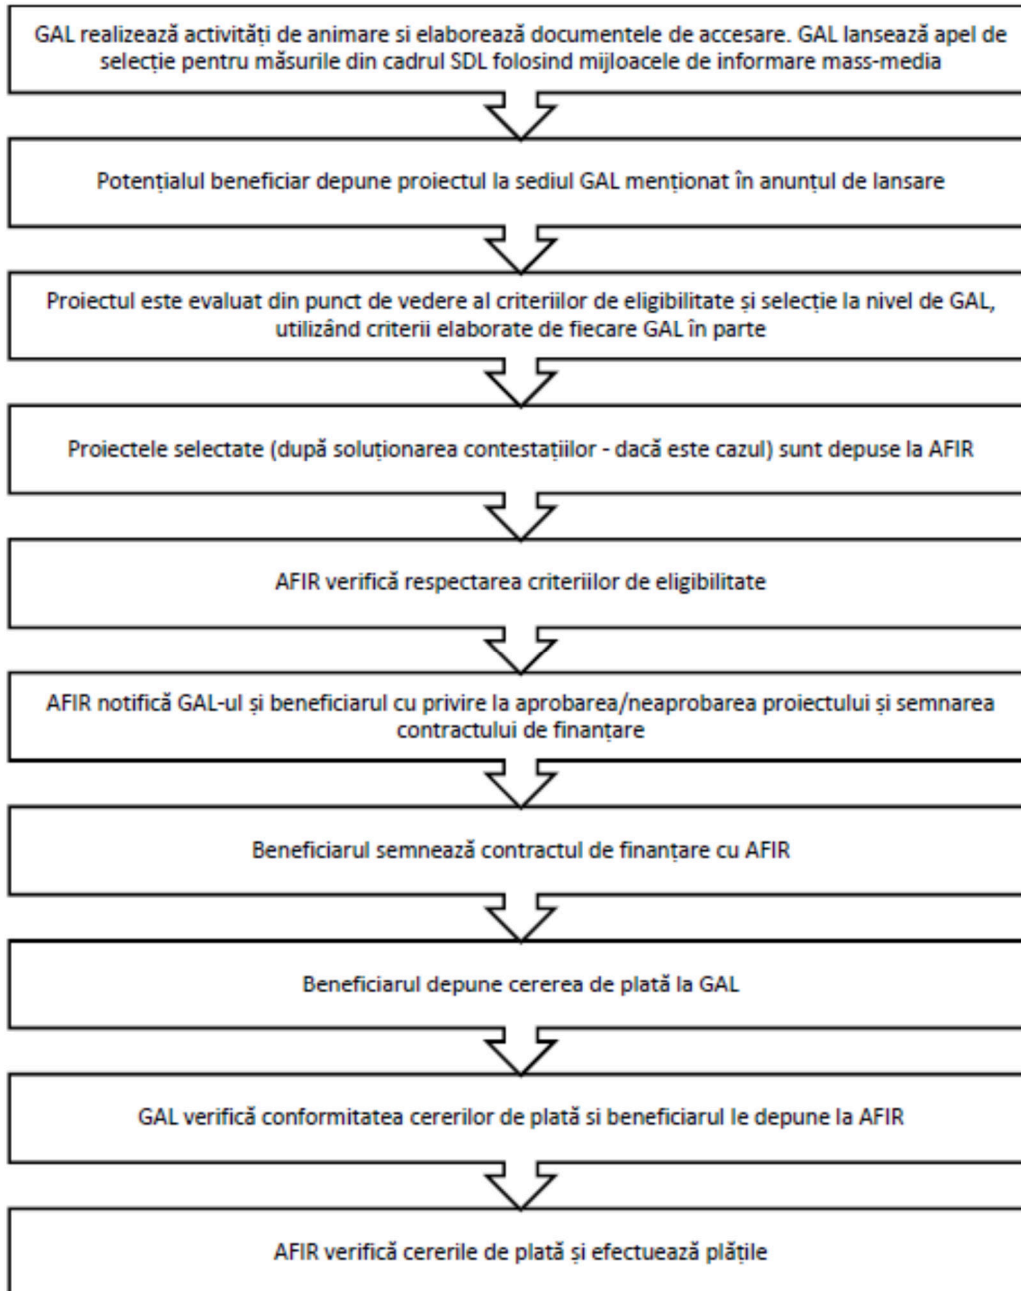 GAL realizează activități de animare si elaborează documentele de accesare. GAL lansează apel de
selecție pentru măsurile din cadrul SDL folosind mijloacele de informare mass-media
Potențialul beneficiar depune proiectul la sediul GAL menționat în anunțul de lansare
Proiectul este evaluat din punct de vedere al criteriilor de eligibilitate și selecție la nivel de GAL,
utilizând criterii elaborate de fiecare GAL în parte
Proiectele selectate (după soluționarea contestațiilor - dacă este cazul) sunt depuse la AFIR
AFIR verifică respectarea criteriilor de eligibilitate
AFIR notifică GAL-ul și beneficiarul cu privire la aprobarea/neaprobarea proiectului și semnarea
contractului de finanțare
Beneficiarul semnează contractul de finanțare cu AFIR
Beneficiarul depune cererea de plată la GAL
GAL verifică conformitatea cererilor de plată si beneficiarul le depune la AFIR
AFIR verifică cererile de plată și efectuează plățile